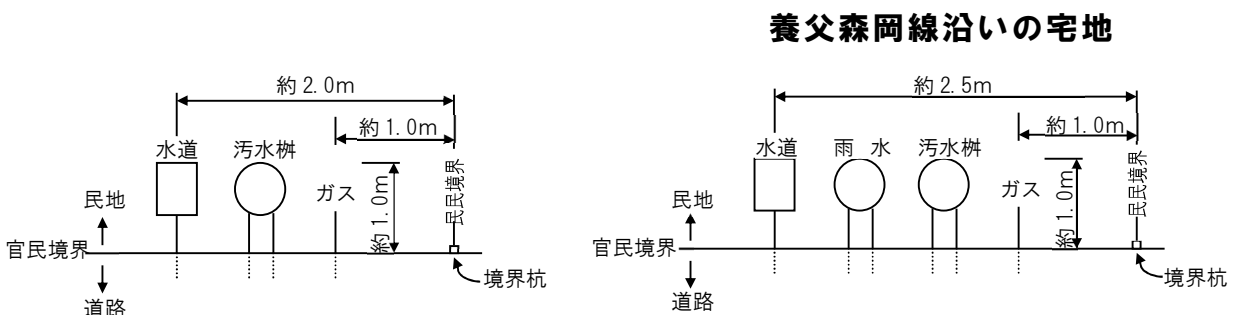 養父森岡線沿いの宅地
約2.0m
約1.0m
水道
汚水桝
ガス
約1.0m
民民境界
民地
官民境界
道路
境界杭
約2.5m
約1.0m
水道
雨 水
汚水桝
ガス
約1.0m
民民境界
民地
官民境界
道路
境界杭